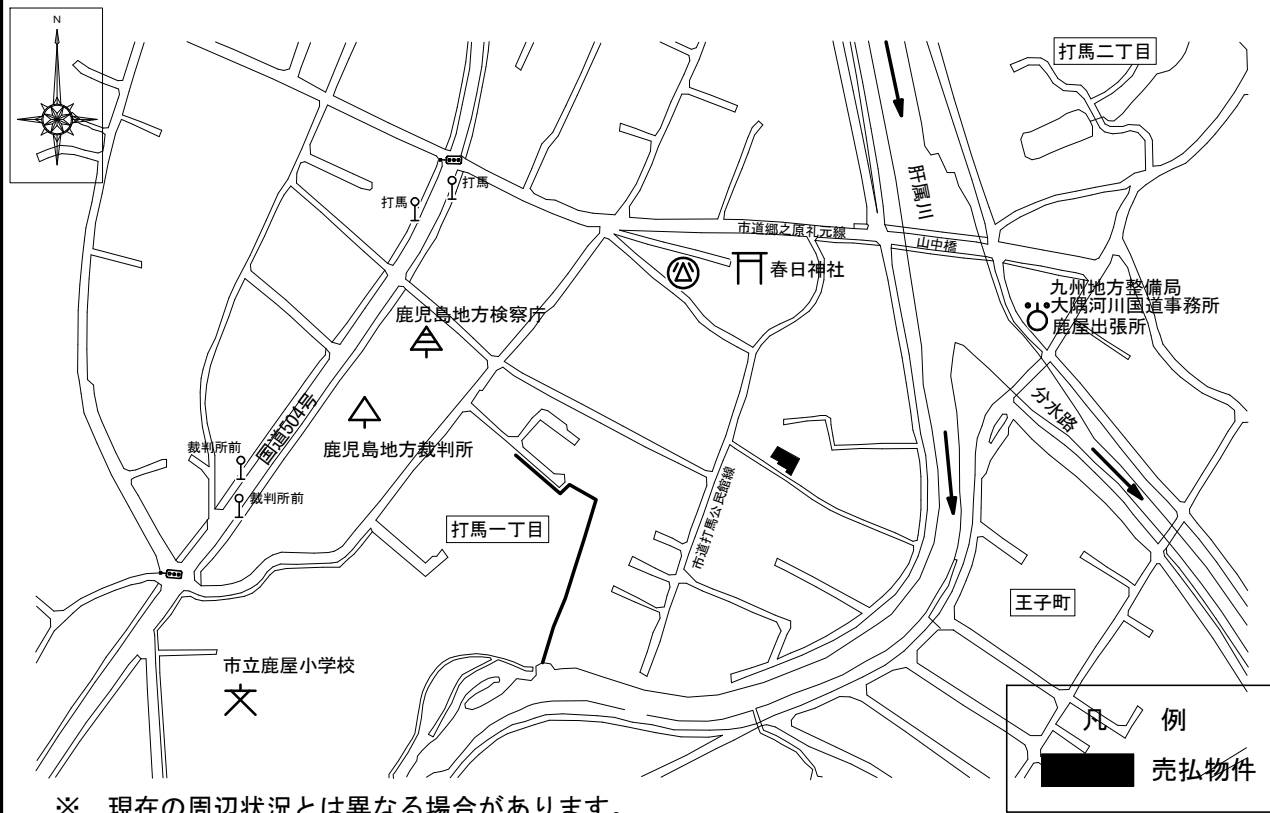 N
打馬二丁目
肝属川
打馬
打馬
市道郷之原礼元線
山中橋
春日神社
九州地方整備局
大隅河川国道事務所
鹿屋出張所
鹿児島地方検察庁
国道504号
分水路
鹿児島地方裁判所
裁判所前
裁判所前
市道打馬公民館線
打馬一丁目
王子町
市立鹿屋小学校
文
凡 例
売払物件
※ 現在の周辺状況とは異なる場合があります。